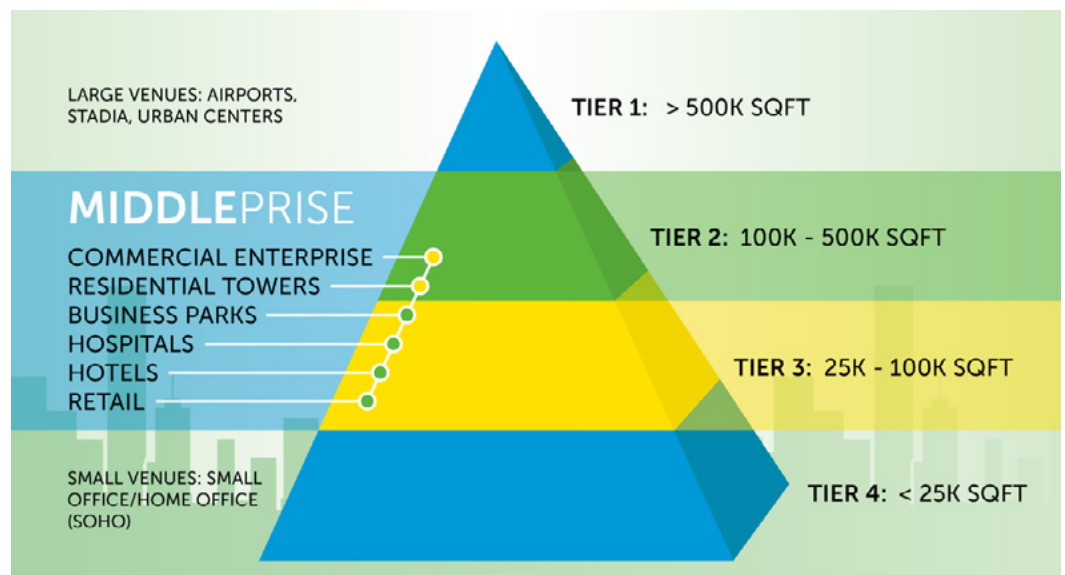 LARGE VENUES: AIRPORTS,
STADIA, URBAN CENTERS
TIER 1: > 500K SQFT
MIDDLEPRISE
COMMERCIAL ENTERPRISE
RESIDENTIAL TOWERS
BUSINESS PARKS
HOSPITALS
HOTELS
RETAIL
TIER 2: 100K - 500K SQFT
TIER 3: 25K - 100K SQFT
SMALL VENUES: SMALL
OFFICE/HOME OFFICE
(SOHO)
TIER 4: < 25K SQFT